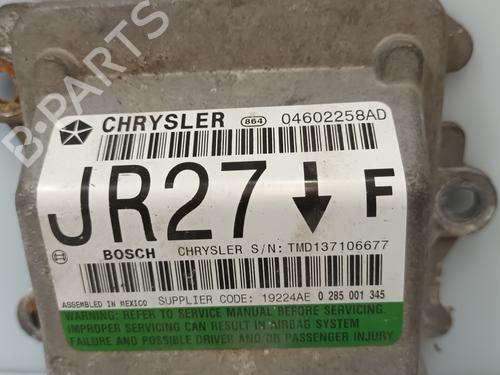 B-PARTS
CHRYSLER 864 04602258AD
JR27 F
BOSCH CHRYSLER S/N: TMD137106677
ASSEMBLED IN MEXICO SUPPLIER CODE: 19224AE 0 285 001 345
WARNING: REFER TO SERVICE MANUAL BEFORE SERVICING.
IMPROPER SERVICING CAN RESULT IN AIRBAG SYSTEM
FAILURE AND POSSIBLE DRIVER AND/OR PASSENGER INJURY